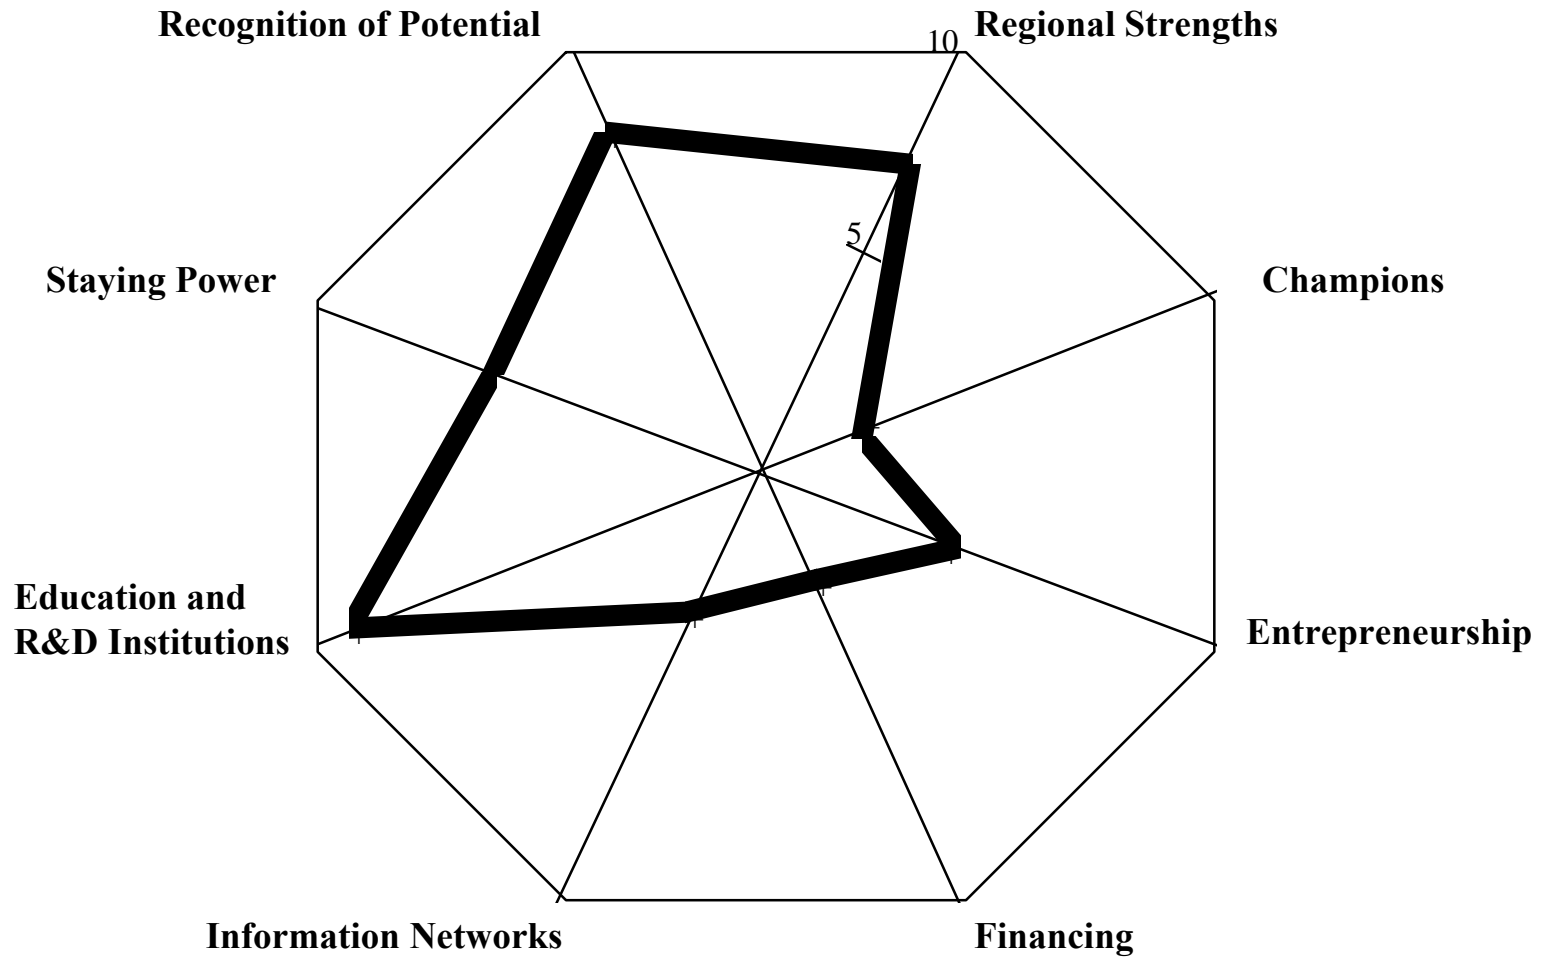 Recognition of Potential
10
Regional Strengths
5
Staying Power
Champions
Education and
R&D Institutions
Entrepreneurship
Information Networks
Financing